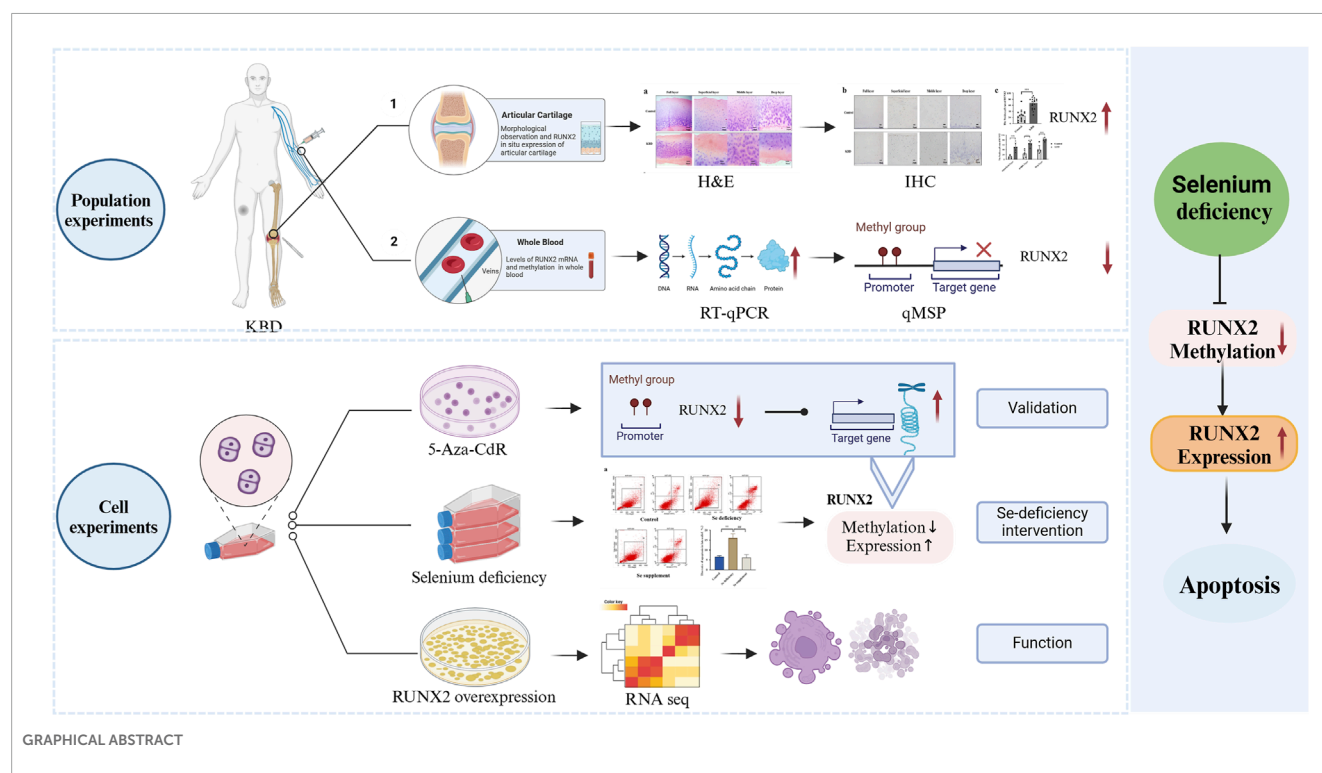 Population
experiments
KBD
1
Articular Cartilage
Morphological
observation and RUNX2
in situ expression of
articular cartilage
a
H&E
b
c
IHC
RUNX2
2
Veins
Whole Blood
Levels of RUNX2 mRNA
and methylation in whole
blood
DNA
RNA
Amino acid chain
Protein
RT-qPCR
Methyl group
Promoter
Target gene
qMSP
RUNX2
Cell
experiments
5-Aza-CdR
Methyl group
RUNX2
Promoter
Target gene
Validation
Selenium deficiency
a
Control
Se deficiency
Se supplement
RUNX2
Methylation↓
Expression↑
Se-deficiency
intervention
RUNX2 overexpression
Color key
RNA seq
Function
Selenium
deficiency
RUNX2
Methylation
RUNX2
Expression
Apoptosis
GRAPHICAL ABSTRACT